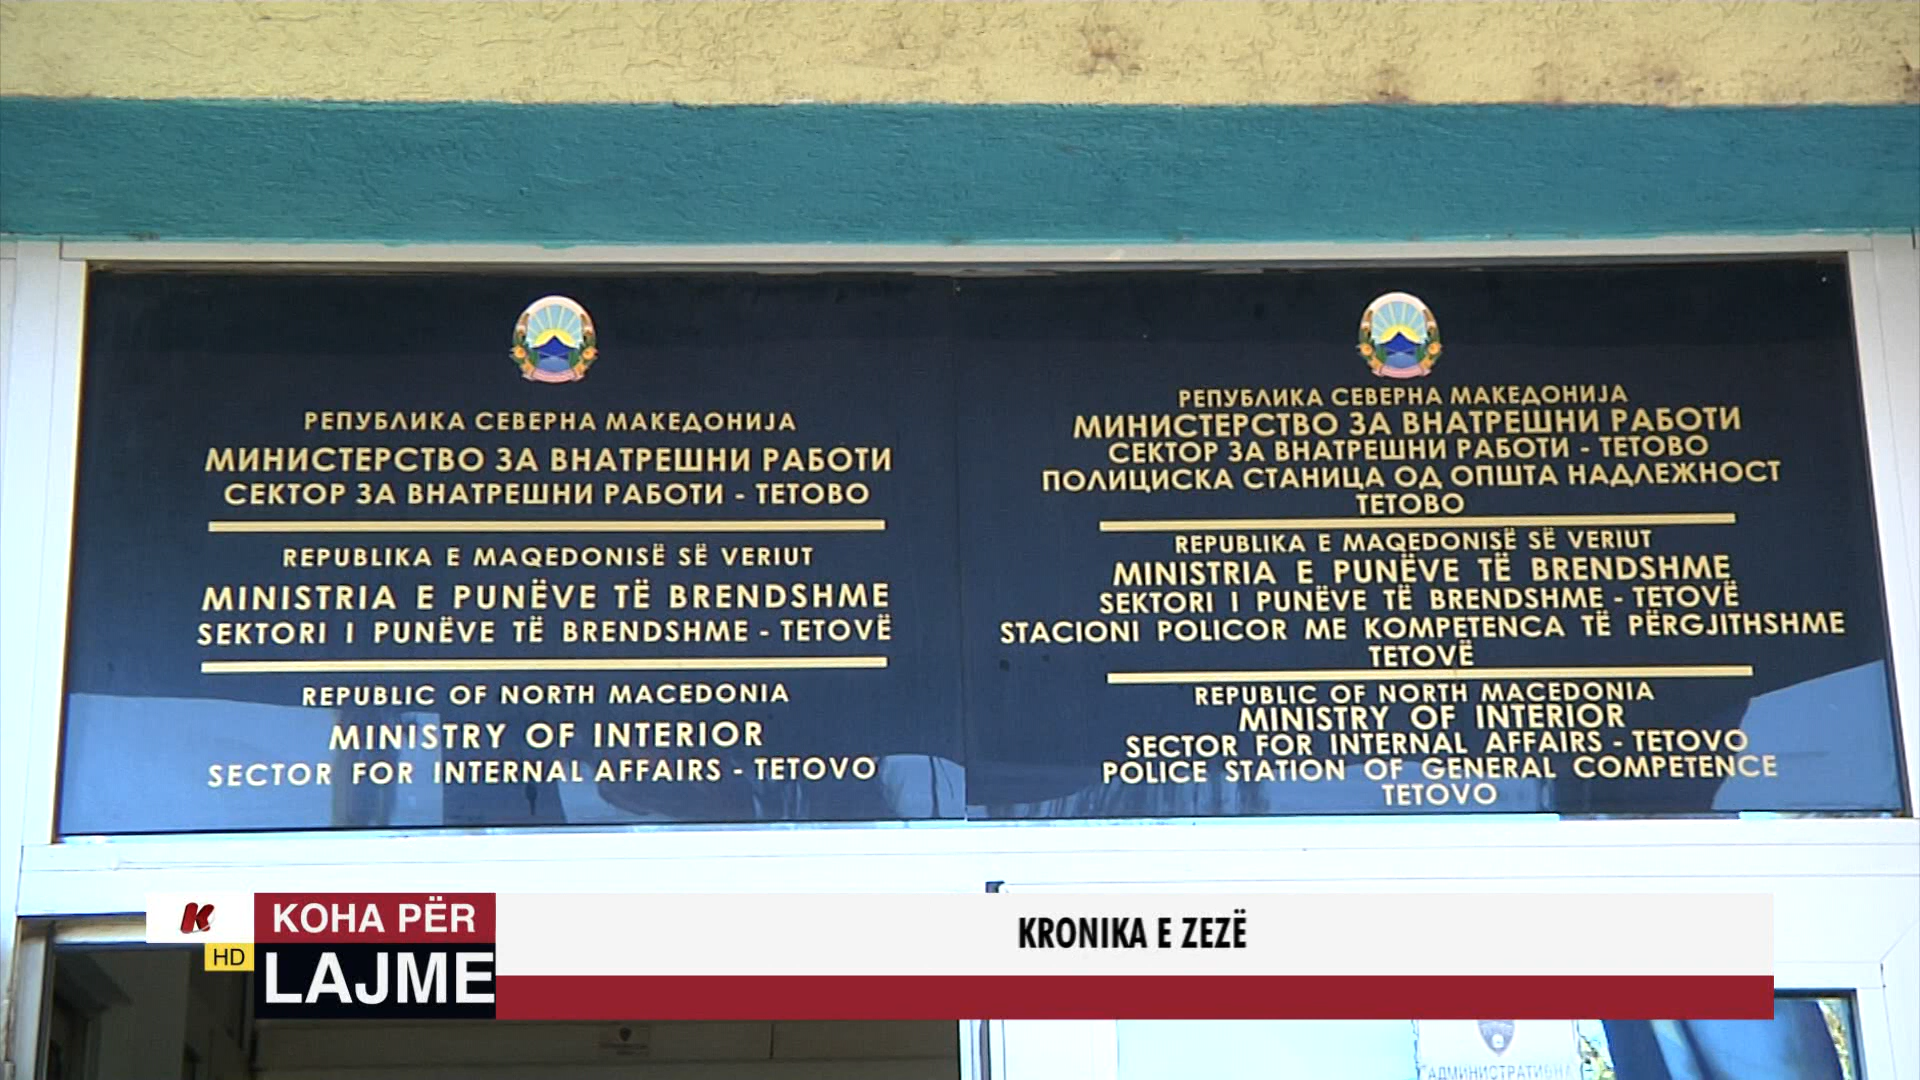 РЕПУБЛИКА СЕВЕРНА МАКЕДОНИЈА
МИНИСТЕРСТВО ЗА ВНАТРЕШНИ РАБОТИ
СЕКТОР ЗА ВНАТРЕШНИ РАБОТИ - ТЕТОВО
REPUBLIKA E MAQEDONISË SË VERIUT
MINISTRIA E PUNËVE TË BRENDSHME
SEKTORI I PUNËVE TË BRENDSHME - TETOVË
REPUBLIC OF NORTH MACEDONIA
MINISTRY OF INTERIOR
SECTOR FOR INTERNAL AFFAIRS - TETOVO
РЕПУБЛИКА СЕВЕРНА МАКЕДОНИЈА
МИНИСТЕРСТВО ЗА ВНАТРЕШНИ РАБОТИ
СЕКТОР ЗА ВНАТРЕШНИ РАБОТИ - ТЕТОВО
ПОЛИЦИСКА СТАНИЦА ОД ОПШТА НАДЛЕЖНОСТ
ТЕТОВО
REPUBLIKA E MAQEDONISË SË VERIUT
MINISTRIA E PUNËVE TË BRENDSHME
SEKTORI I PUNËVE TË BRENDSHME - TETOVË
STACIONI POLICOR ME KOMPETENCA TË PËRGJITHSHME
TETOVË
REPUBLIC OF NORTH MACEDONIA
MINISTRY OF INTERIOR
SECTOR FOR INTERNAL AFFAIRS - TETOVO
POLICE STATION OF GENERAL COMPETENCE
TETOVO
K
HD
KOHA PËR
LAJME
KRONIKA E ZEZË